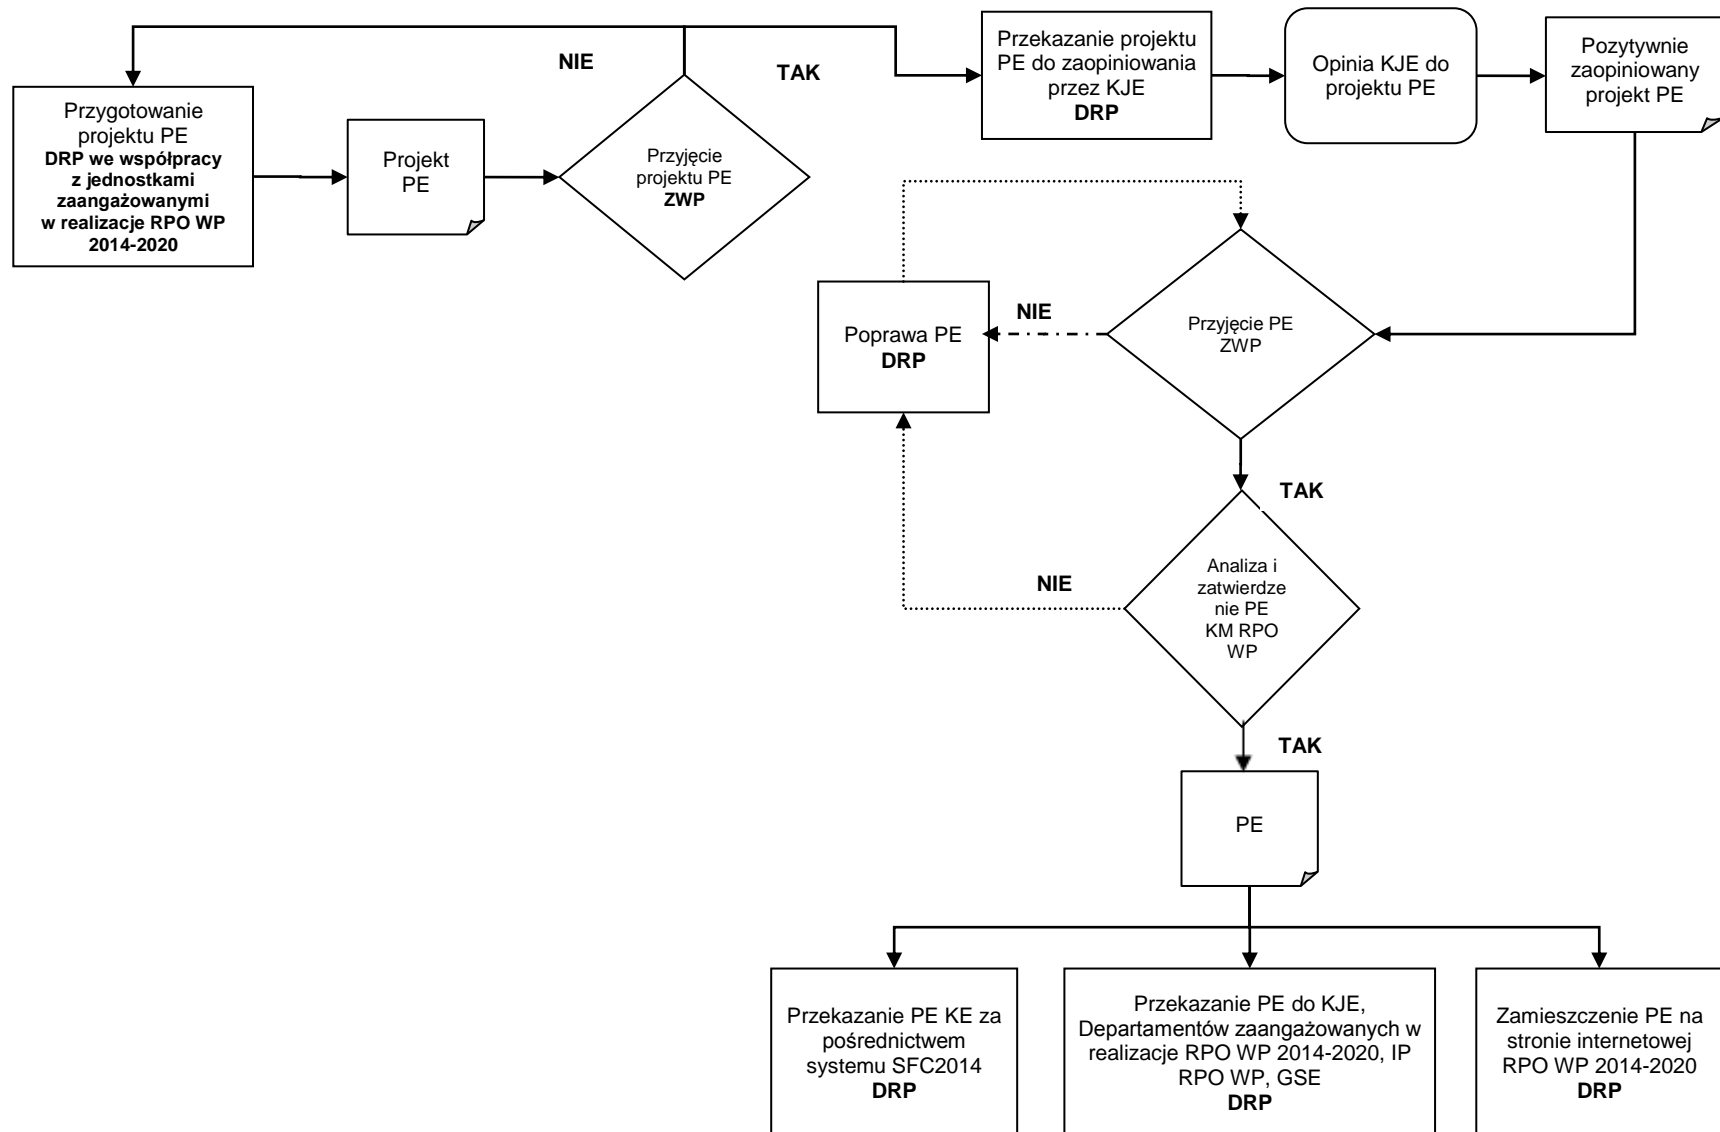 NIE
TAK
Przygotowanie
projektu PE
DRP we współpracy
z jednostkami
zaangażowanymi
w realizacje RPO WP
2014-2020
Projekt
PE
Przyjęcie
projektu PE
ZWP
Przekazanie projektu
PE do zaopiniowania
przez KJE
DRP
Opinia KJE do
projektu PE
Pozytywnie
zaopiniowany
projekt PE
Poprawa PE
DRP
NIE
Przyjęcie PE
ZWP
TAK
NIE
Analiza i
zatwierdze
nie PE
KM RPO
WP
TAK
PE
Przekazanie PE KE za
pośrednictwem
systemu SFC2014
DRP
Przekazanie PE do KJE,
Departamentów zaangażowanych w
realizacje RPO WP 2014-2020, IP
RPO WP, GSE
DRP
Zamieszczenie PE na
stronie internetowej
RPO WP 2014-2020
DRP